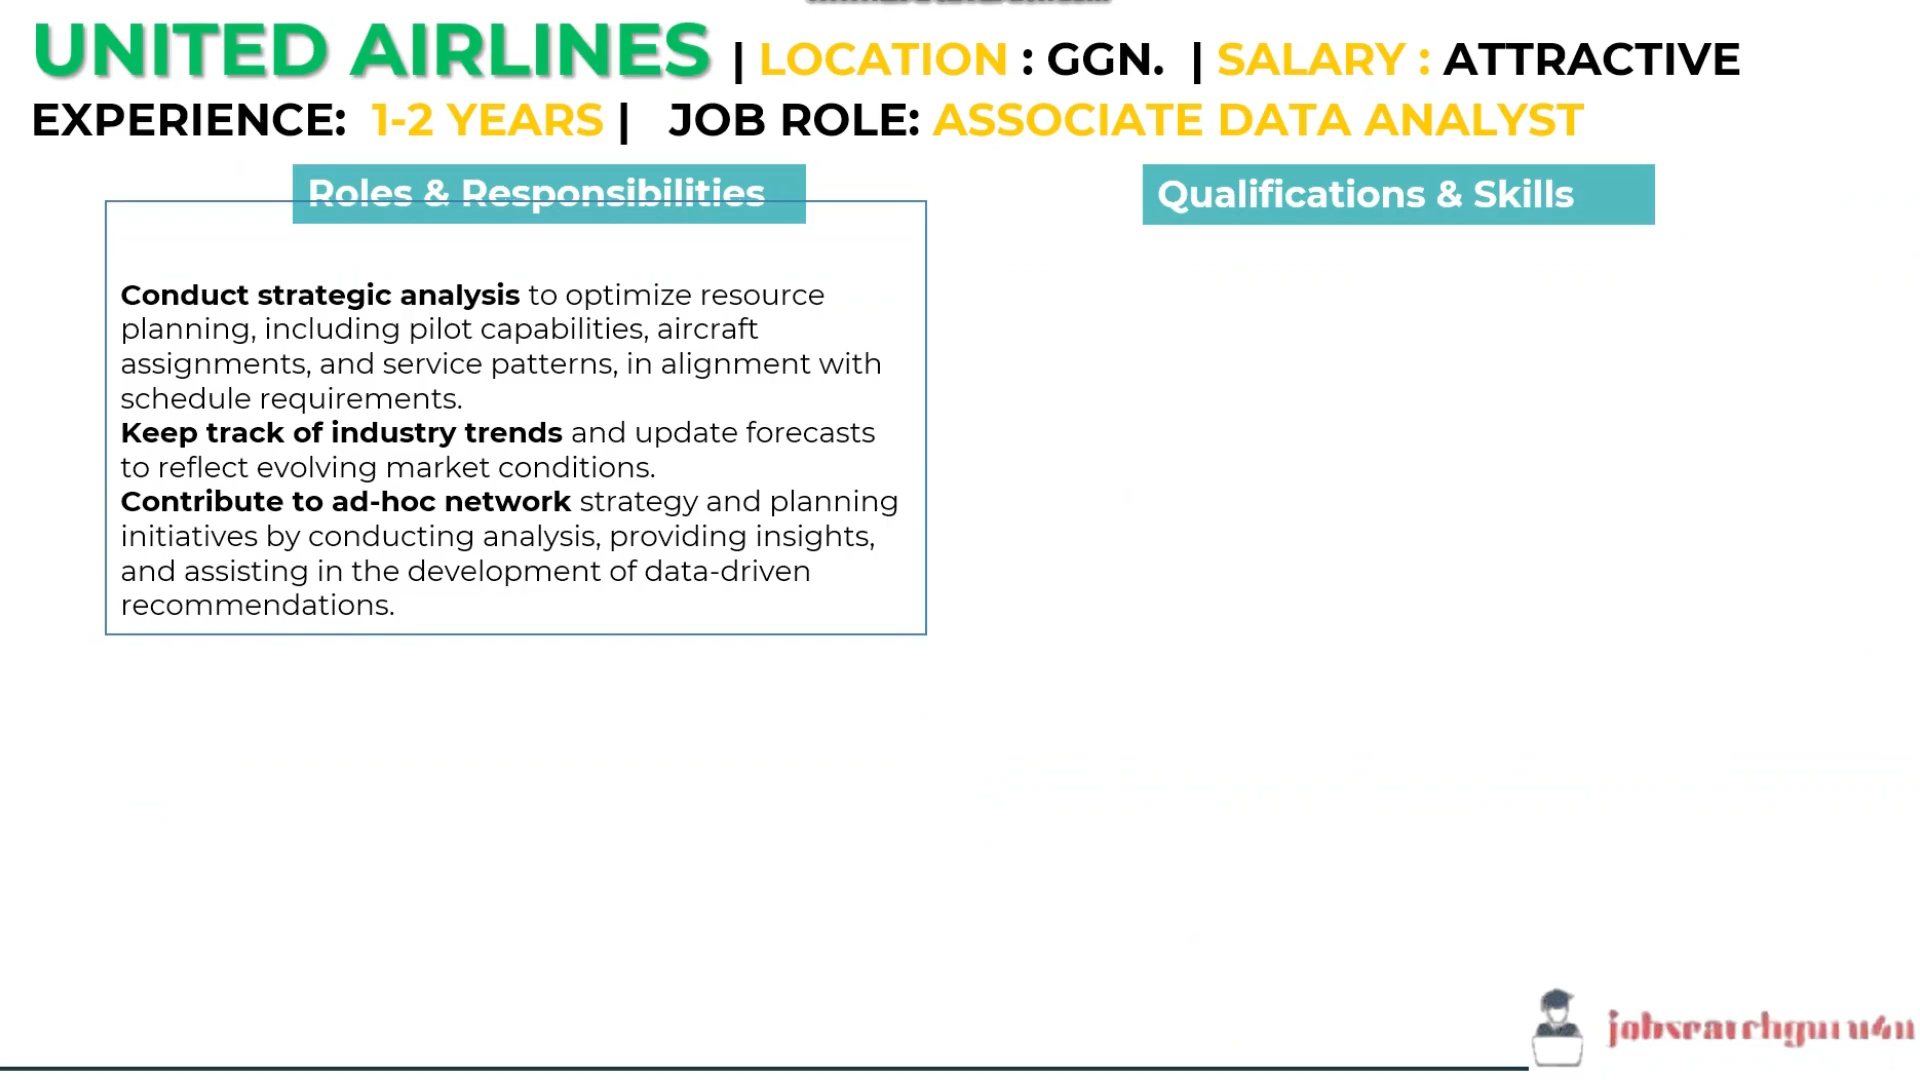 UNITED AIRLINES | LOCATION : GGN. | SALARY : ATTRACTIVE
EXPERIENCE: 1-2 YEARS | JOB ROLE: ASSOCIATE DATA ANALYST
Roles & Responsibilities
Conduct strategic analysis to optimize resource
planning, including pilot capabilities, aircraft
assignments, and service patterns, in alignment with
schedule requirements.
Keep track of industry trends and update forecasts
to reflect evolving market conditions.
Contribute to ad-hoc network strategy and planning
initiatives by conducting analysis, providing insights,
and assisting in the development of data-driven
recommendations.
Qualifications & Skills